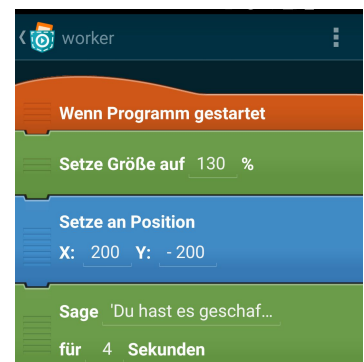 worker
Wenn Programm gestartet
Setze Größe auf 130 %
Setze an Position
X: 200 Y: - 200
Sage 'Du hast es geschaf...
für 4 Sekunden